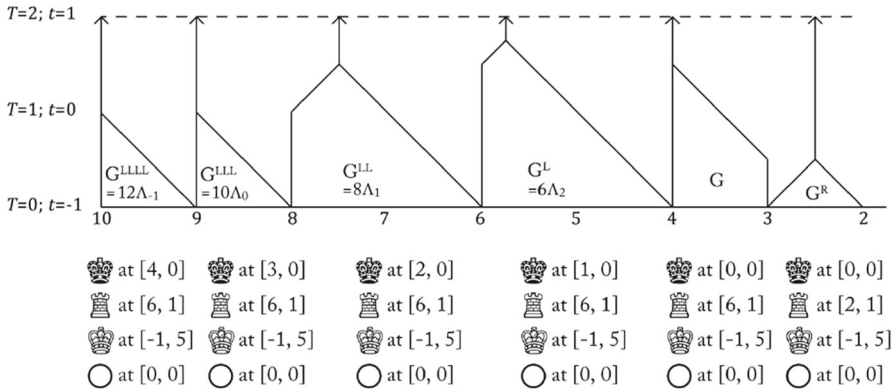 T=2; t=1
T=1; t=0
G^LLLL =12Λ₋₁ G^LLL =10Λ₀ G^LL =8Λ₁ G^L =6Λ₂ G G^R
T=0; t=-1
10 9 8 7 6 5 4 3 2
♚ at [4, 0] ♚ at [3, 0] ♚ at [2, 0] ♚ at [1, 0] ♚ at [0, 0] ♚ at [0, 0]
♖ at [6, 1] ♖ at [6, 1] ♖ at [6, 1] ♖ at [6, 1] ♖ at [6, 1] ♖ at [2, 1]
♔ at [-1, 5] ♔ at [-1, 5] ♔ at [-1, 5] ♔ at [-1, 5] ♔ at [-1, 5] ♔ at [-1, 5]
◯ at [0, 0] ◯ at [0, 0] ◯ at [0, 0] ◯ at [0, 0] ◯ at [0, 0] ◯ at [0, 0]